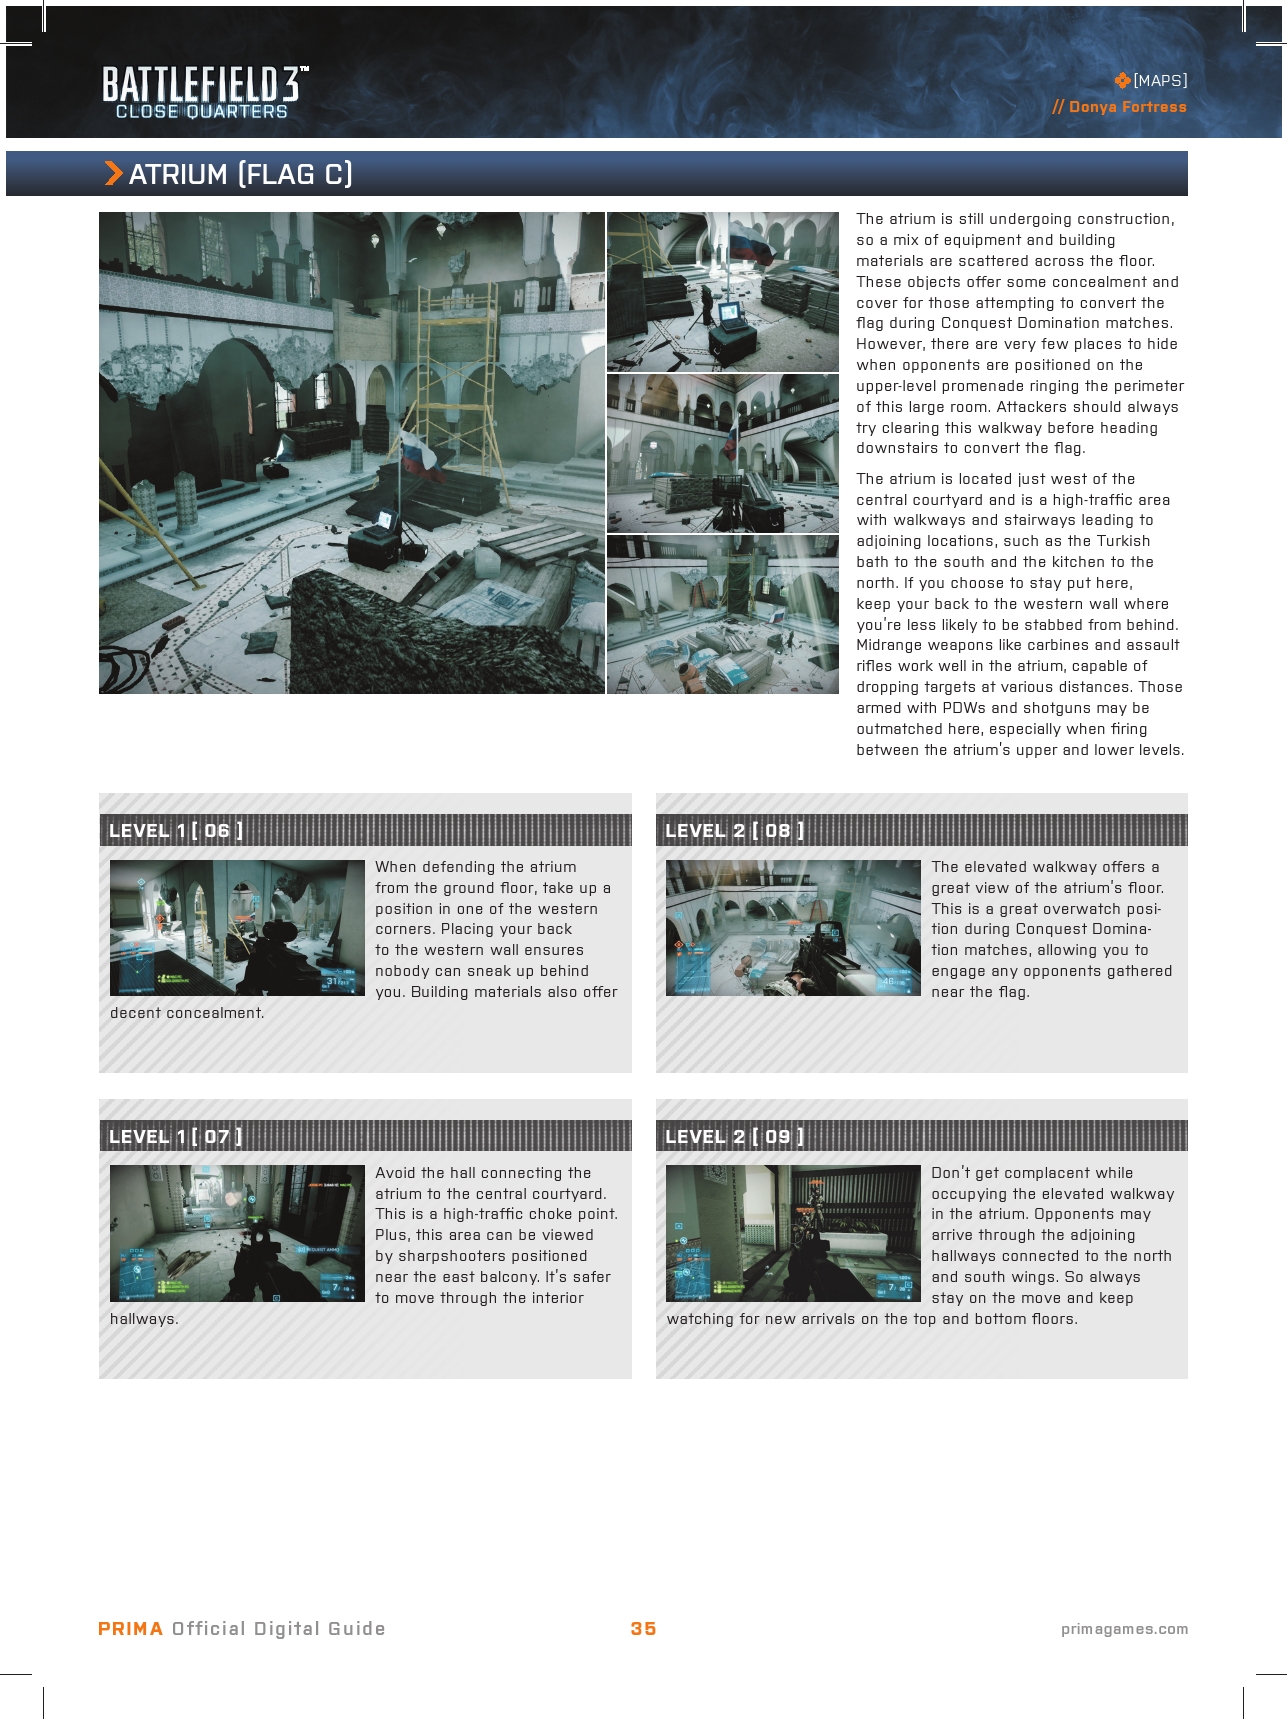 BATTLEFIELD 3™
CLOSE QUARTERS
[MAPS]
// Donya Fortress
ATRIUM (FLAG C)
The atrium is still undergoing construction,
so a mix of equipment and building
materials are scattered across the floor.
These objects offer some concealment and
cover for those attempting to convert the
flag during Conquest Domination matches.
However, there are very few places to hide
when opponents are positioned on the
upper-level promenade ringing the perimeter
of this large room. Attackers should always
try clearing this walkway before heading
downstairs to convert the flag.
The atrium is located just west of the
central courtyard and is a high-traffic area
with walkways and stairways leading to
adjoining locations, such as the Turkish
bath to the south and the kitchen to the
north. If you choose to stay put here,
keep your back to the western wall where
you're less likely to be stabbed from behind.
Midrange weapons like carbines and assault
rifles work well in the atrium, capable of
dropping targets at various distances. Those
armed with PDWs and shotguns may be
outmatched here, especially when firing
between the atrium's upper and lower levels.
LEVEL 1 [ 06 ]
When defending the atrium
from the ground floor, take up a
position in one of the western
corners. Placing your back
to the western wall ensures
nobody can sneak up behind
you. Building materials also offer
decent concealment.
LEVEL 2 [ 08 ]
The elevated walkway offers a
great view of the atrium's floor.
This is a great overwatch posi-
tion during Conquest Domina-
tion matches, allowing you to
engage any opponents gathered
near the flag.
LEVEL 1 [ 07 ]
Avoid the hall connecting the
atrium to the central courtyard.
This is a high-traffic choke point.
Plus, this area can be viewed
by sharpshooters positioned
near the east balcony. It's safer
to move through the interior
hallways.
LEVEL 2 [ 09 ]
Don't get complacent while
occupying the elevated walkway
in the atrium. Opponents may
arrive through the adjoining
hallways connected to the north
and south wings. So always
stay on the move and keep
watching for new arrivals on the top and bottom floors.
PRIMA Official Digital Guide
35
primagames.com